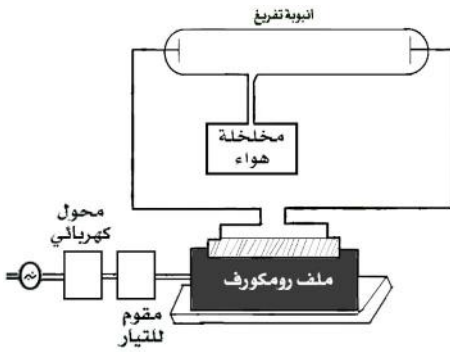 انبوبة تفريغ
مخلخلة
هواء
محول
كهربائي
ملف رومكورف
مقوم
للتيار